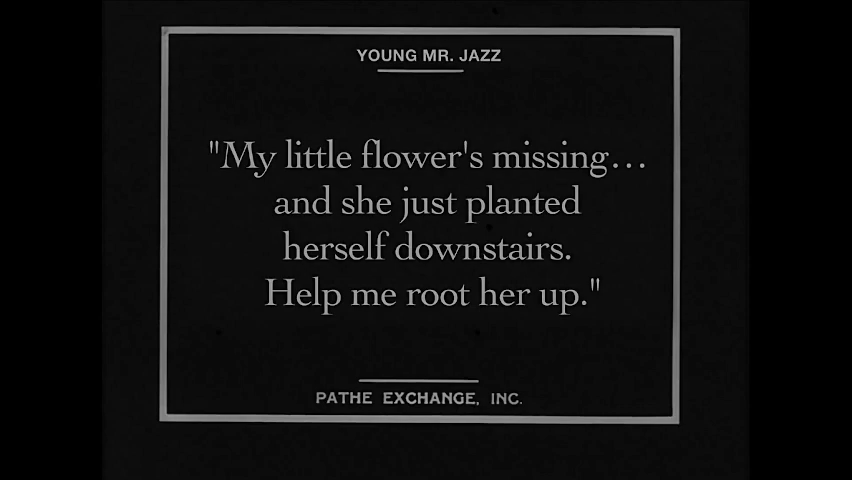 YOUNG MR. JAZZ
"My little flower's missing...
and she just planted
herself downstairs.
Help me root her up."
PATHE EXCHANGE, INC.